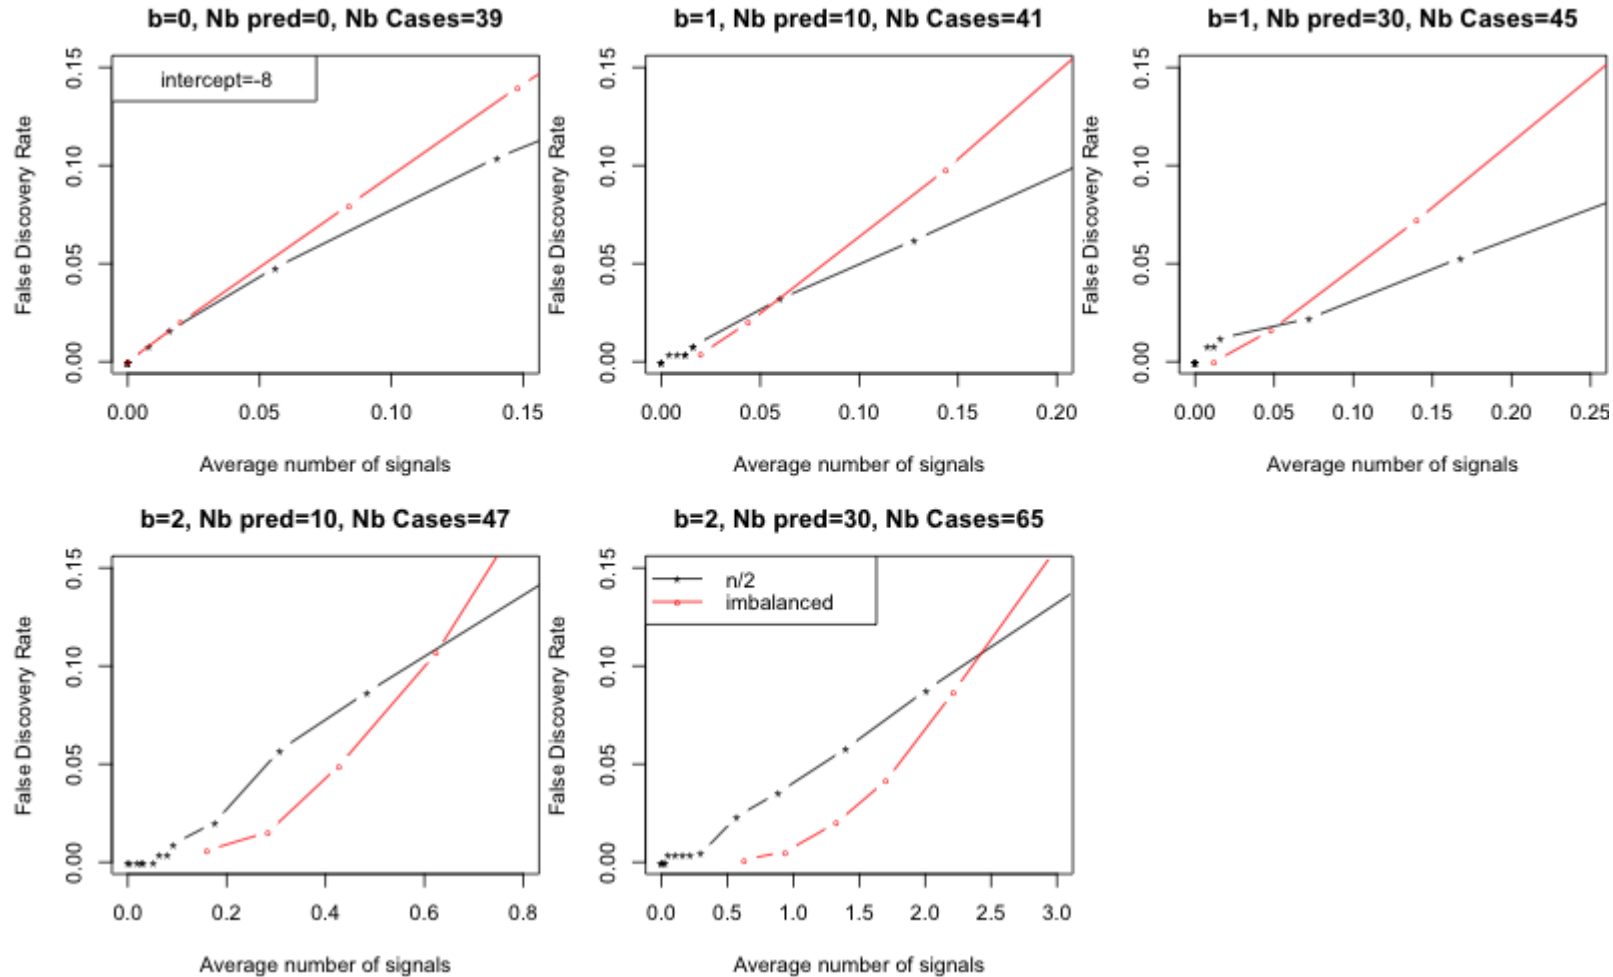 b=0, Nb pred=0, Nb Cases=39
False Discovery Rate
0.00 0.05 0.10 0.15
intercept=-8
0.00 0.05 0.10 0.15
Average number of signals
b=1, Nb pred=10, Nb Cases=41
False Discovery Rate
0.00 0.05 0.10 0.15
0.00 0.05 0.10 0.15 0.20
Average number of signals
b=1, Nb pred=30, Nb Cases=45
False Discovery Rate
0.00 0.05 0.10 0.15
0.00 0.05 0.10 0.15 0.20 0.25
Average number of signals
b=2, Nb pred=10, Nb Cases=47
False Discovery Rate
0.00 0.05 0.10 0.15
0.0 0.2 0.4 0.6 0.8
Average number of signals
b=2, Nb pred=30, Nb Cases=65
False Discovery Rate
0.00 0.05 0.10 0.15
n/2
imbalanced
0.0 0.5 1.0 1.5 2.0 2.5 3.0
Average number of signals